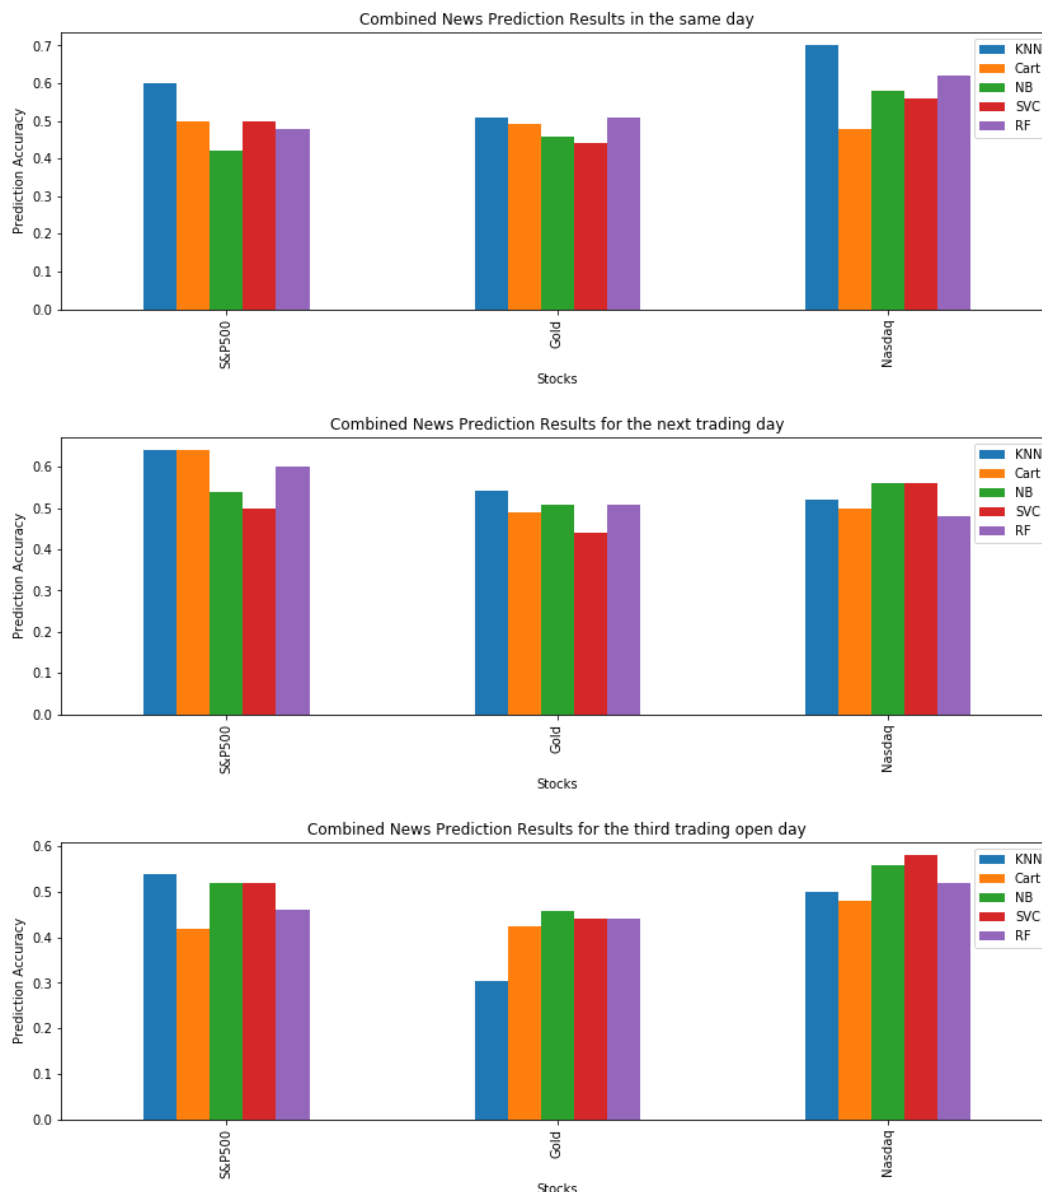 Combined News Prediction Results in the same day
Prediction Accuracy
0.7
0.6
0.5
0.4
0.3
0.2
0.1
0.0
KNN
Cart
NB
SVC
RF
S&P500
Gold
Nasdaq
Stocks
Combined News Prediction Results for the next trading day
Prediction Accuracy
0.6
0.5
0.4
0.3
0.2
0.1
0.0
KNN
Cart
NB
SVC
RF
S&P500
Gold
Nasdaq
Stocks
Combined News Prediction Results for the third trading open day
Prediction Accuracy
0.6
0.5
0.4
0.3
0.2
0.1
0.0
KNN
Cart
NB
SVC
RF
S&P500
Gold
Nasdaq
Stocks